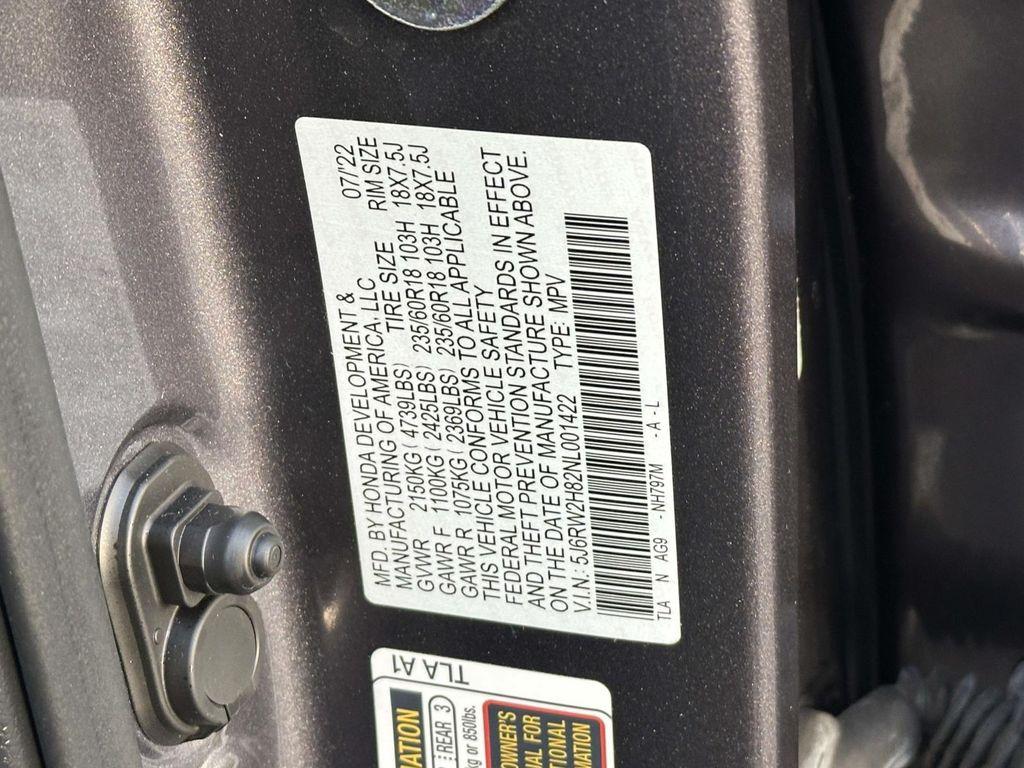 MFD. BY HONDA DEVELOPMENT & 07/'22
MANUFACTURING OF AMERICA, LLC TIRE SIZE RIM SIZE
GVWR 2150KG ( 4739LBS)
GAWR F 1100KG ( 2425LBS) 235/60R18 103H 18X7.5J
GAWR R 1075KG ( 2369LBS) 235/60R18 103H 18X7.5J
THIS VEHICLE CONFORMS TO ALL APPLICABLE
FEDERAL MOTOR VEHICLE SAFETY
AND THEFT PREVENTION STANDARDS IN EFFECT
ON THE DATE OF MANUFACTURE SHOWN ABOVE.
V.I.N.: 5J6RW2H82NL001422 TYPE: MPV
TLA N AG9 - NH797M - A - L
TLA A1
REAR 3
kg or 850lbs.
OWNER'S
FOR